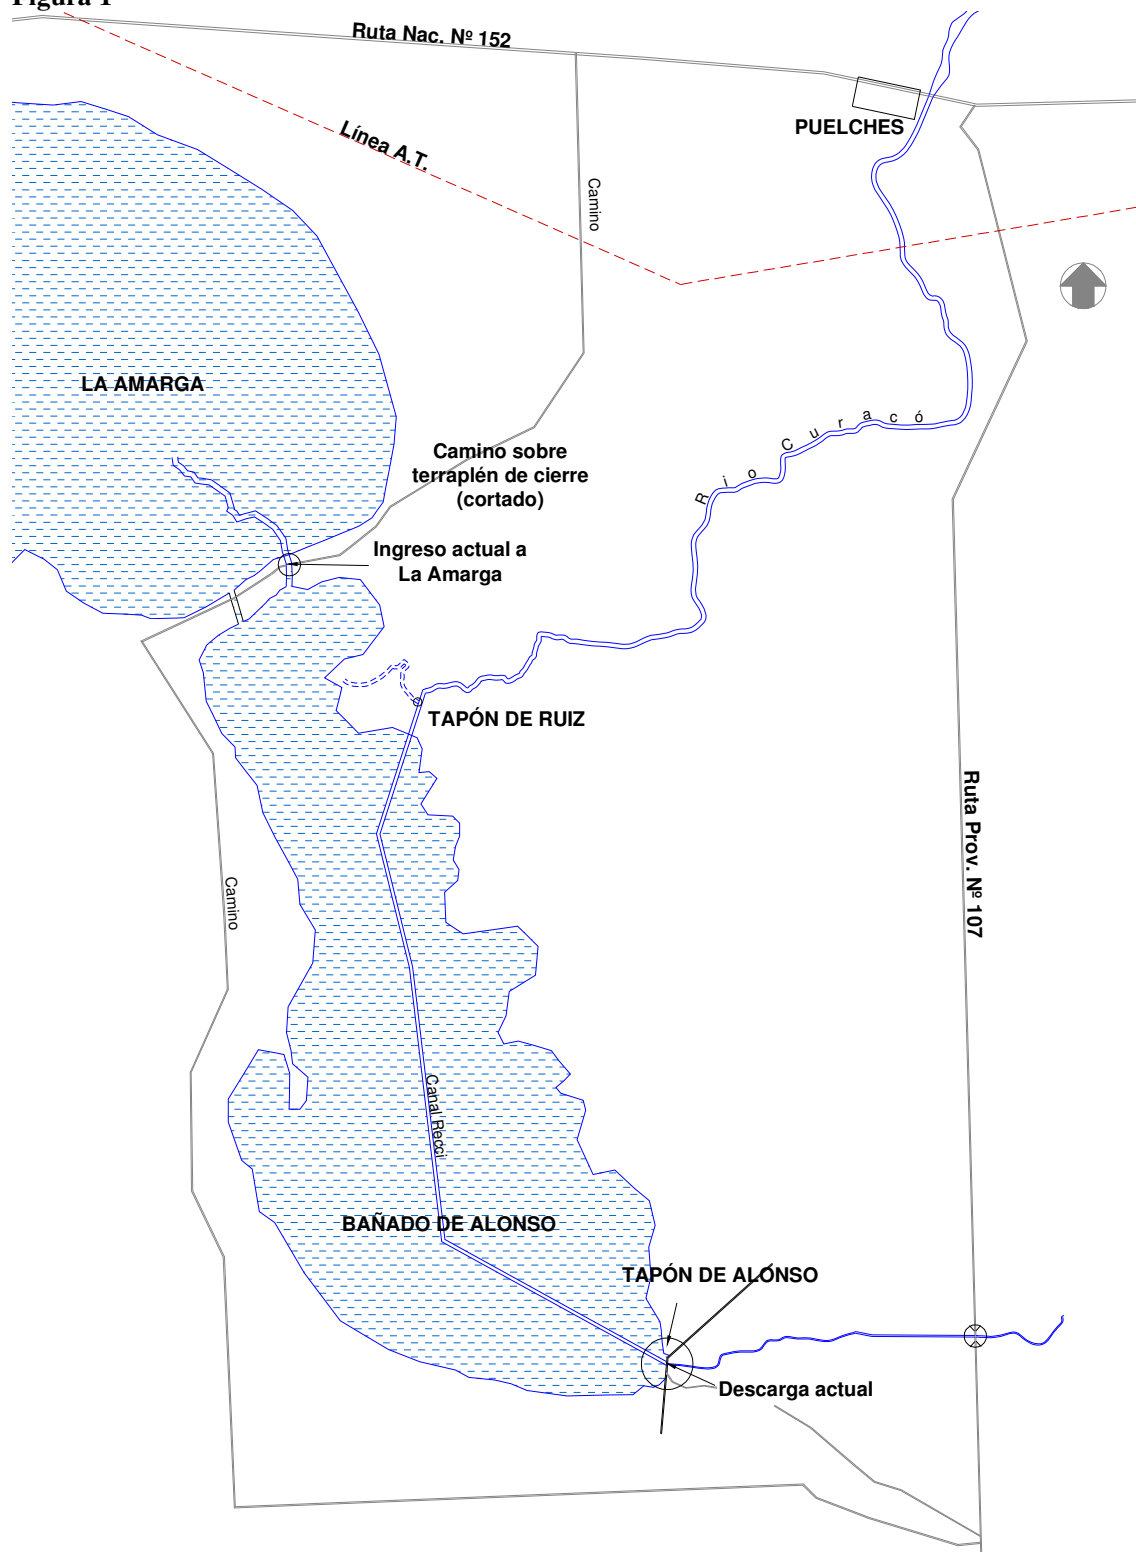 Figura 1
Ruta Nac. Nº 152
PUELCHES
Línea A.T.
Camino
LA AMARGA
Rio Curacó
Camino sobre
terraplén de cierre
(cortado)
Ingreso actual a
La Amarga
TAPÓN DE RUIZ
Ruta Prov. Nº 107
Camino
Canal Recci
BAÑADO DE ALONSO
TAPÓN DE ALONSO
Descarga actual